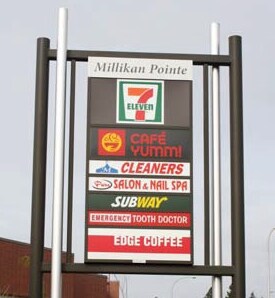 Millikan Pointe
7
ELEVEN
CAFÉ
YUMM!
CLEANERS
SALON & NAIL SPA
SUBWAY
EMERGENCY TOOTH DOCTOR
EDGE COFFEE